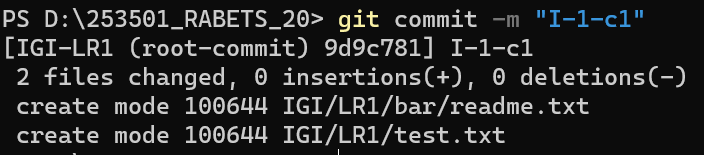 PS D:\253501_RABETS_20> git commit -m "I-1-c1"
[IGI-LR1 (root-commit) 9d9c781] I-1-c1
 2 files changed, 0 insertions(+), 0 deletions(-)
 create mode 100644 IGI/LR1/bar/readme.txt
 create mode 100644 IGI/LR1/test.txt